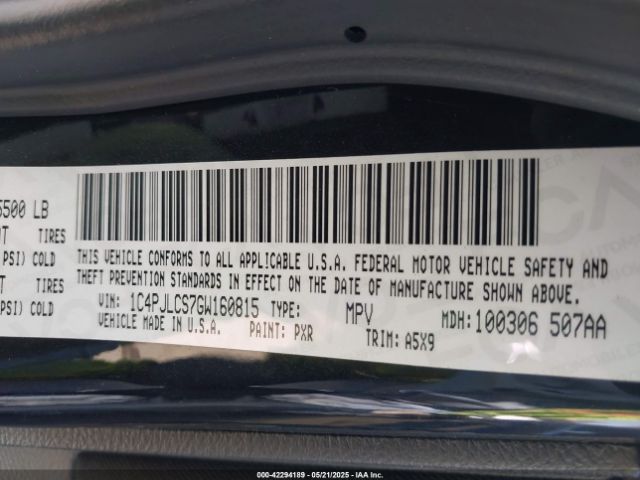 5500 LB
TIRES
PSI) COLD
TIRES
PSI) COLD
THIS VEHICLE CONFORMS TO ALL APPLICABLE U.S.A. FEDERAL MOTOR VEHICLE SAFETY AND
THEFT PREVENTION STANDARDS IN EFFECT ON THE DATE OF MANUFACTURE SHOWN ABOVE.
VIN: 1C4PJLCS7GW160815 TYPE: MPV MDH: 100306 507AA
VEHICLE MADE IN U.S.A. PAINT: PXR TRIM: A5X9
000-42294189 - 05/21/2025 - IAA Inc.